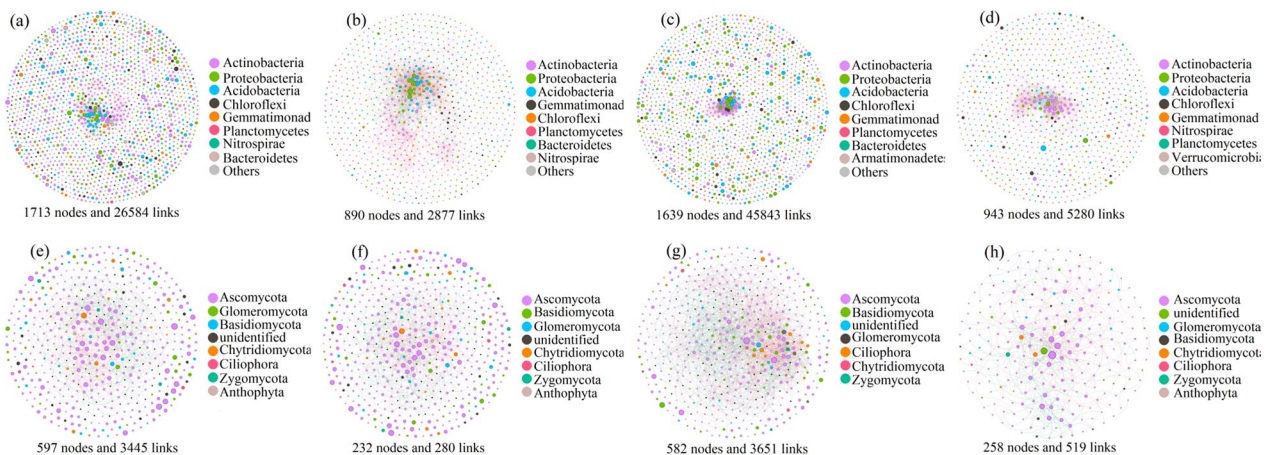 (a)
Actinobacteria
Proteobacteria
Acidobacteria
Chloroflexi
Gemmatimonad
Planctomycetes
Nitrospirae
Bacteroidetes
Others
1713 nodes and 26584 links
(b)
Actinobacteria
Proteobacteria
Acidobacteria
Gemmatimonad
Chloroflexi
Planctomycetes
Bacteroidetes
Nitrospirae
Others
890 nodes and 2877 links
(c)
Actinobacteria
Proteobacteria
Acidobacteria
Chloroflexi
Gemmatimonad
Planctomycetes
Bacteroidetes
Armatimonadetes
Others
1639 nodes and 45843 links
(d)
Actinobacteria
Proteobacteria
Acidobacteria
Chloroflexi
Gemmatimonad
Nitrospirae
Planctomycetes
Verrucomicrobia
Others
943 nodes and 5280 links
(e)
Ascomycota
Glomeromycota
Basidiomycota
unidentified
Chytridiomycota
Ciliophora
Zygomycota
Anthophyta
597 nodes and 3445 links
(f)
Ascomycota
Basidiomycota
Glomeromycota
unidentified
Chytridiomycota
Ciliophora
Zygomycota
Anthophyta
232 nodes and 280 links
(g)
Ascomycota
Basidiomycota
unidentified
Glomeromycota
Ciliophora
Chytridiomycota
Zygomycota
582 nodes and 3651 links
(h)
Ascomycota
unidentified
Glomeromycota
Basidiomycota
Chytridiomycota
Ciliophora
Zygomycota
Anthophyta
258 nodes and 519 links